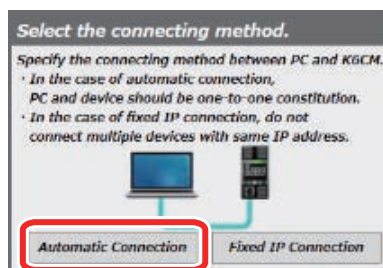 Select the connecting method.
Specify the connecting method between PC and K6CM.
· In the case of automatic connection,
PC and device should be one-to-one constitution.
· In the case of fixed IP connection, do not
connect multiple devices with same IP address.
Automatic Connection
Fixed IP Connection